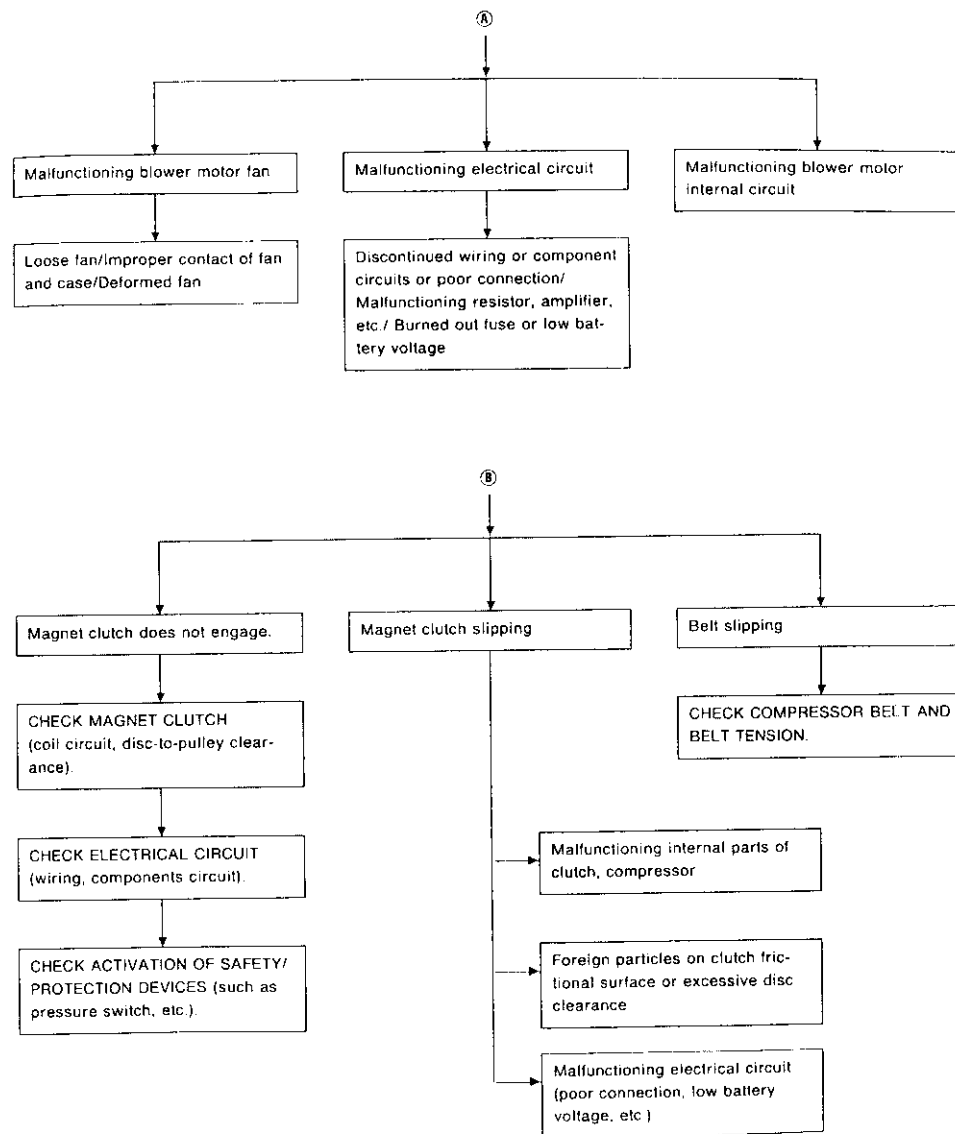 A
Malfunctioning blower motor fan
Malfunctioning electrical circuit
Malfunctioning blower motor
internal circuit
Loose fan/Improper contact of fan
and case/Deformed fan
Discontinued wiring or component
circuits or poor connection/
Malfunctioning resistor, amplifier,
etc./ Burned out fuse or low bat-
tery voltage
B
Magnet clutch does not engage.
Magnet clutch slipping
Belt slipping
CHECK MAGNET CLUTCH
(coil circuit, disc-to-pulley clear-
ance).
CHECK COMPRESSOR BELT AND
BELT TENSION.
CHECK ELECTRICAL CIRCUIT
(wiring, components circuit).
CHECK ACTIVATION OF SAFETY/
PROTECTION DEVICES (such as
pressure switch, etc.).
Malfunctioning internal parts of
clutch, compressor
Foreign particles on clutch fric-
tional surface or excessive disc
clearance
Malfunctioning electrical circuit
(poor connection, low battery
voltage, etc )